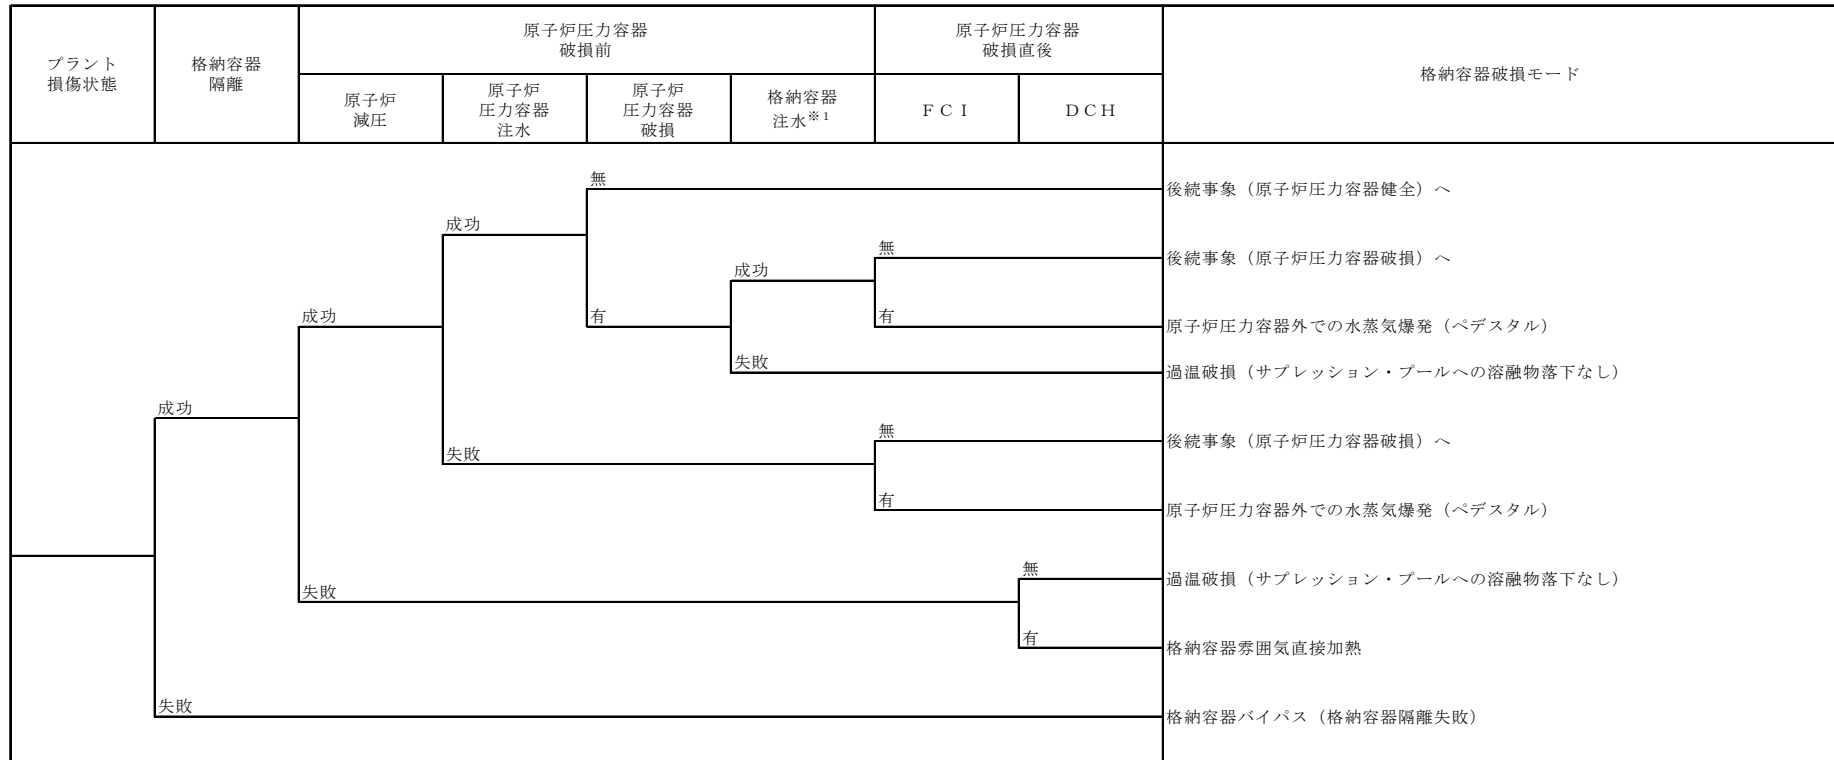 プラント
損傷状態
格納容器
隔離
原子炉圧力容器
破損前
原子炉圧力容器
破損直後
格納容器破損モード
原子炉
減圧
原子炉
圧力容器
注水
原子炉
圧力容器
破損
格納容器
注水※1
ＦＣＩ
ＤＣＨ
無
後続事象（原子炉圧力容器健全）へ
成功
無
後続事象（原子炉圧力容器破損）へ
成功
成功
有
有
原子炉圧力容器外での水蒸気爆発（ペデスタル）
失敗
過温破損（サプレッション・プールへの溶融物落下なし）
成功
無
後続事象（原子炉圧力容器破損）へ
失敗
有
原子炉圧力容器外での水蒸気爆発（ペデスタル）
無
過温破損（サプレッション・プールへの溶融物落下なし）
失敗
有
格納容器雰囲気直接加熱
失敗
格納容器バイパス（格納容器隔離失敗）